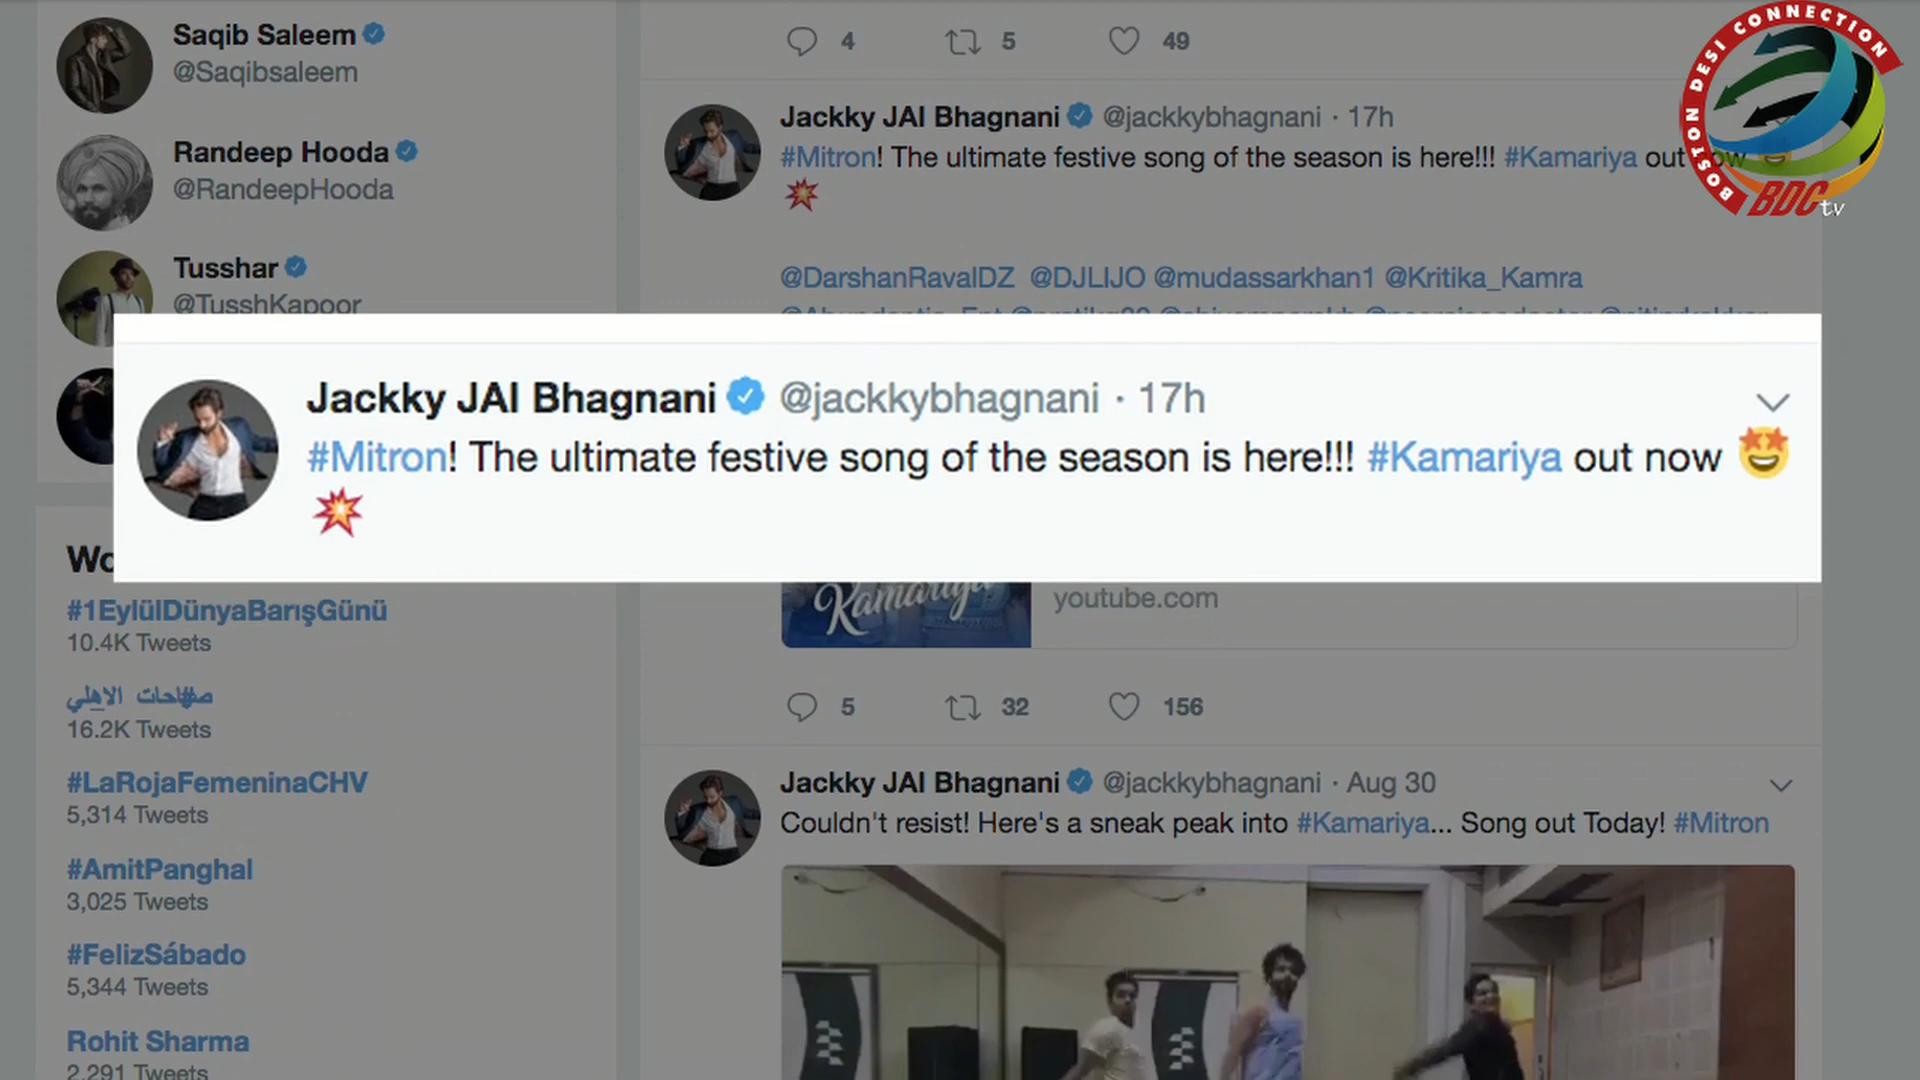 Saqib Saleem
@Saqibsaleem
Randeep Hooda
@RandeepHooda
Tusshar
@TusshKapoor
Wo
#1EylülDünyaBarışGünü
10.4K Tweets
16.2K Tweets
#LaRojaFemeninaCHV
5,314 Tweets
#AmitPanghal
3,025 Tweets
#FelizSábado
5,344 Tweets
Rohit Sharma
2,291 Tweets
4 5 49
Jackky JAI Bhagnani @jackkybhagnani · 17h
#Mitron! The ultimate festive song of the season is here!!! #Kamariya out now
💥
@DarshanRavalDZ @DJLIJO @mudassarkhan1 @Kritika_Kamra
Jackky JAI Bhagnani @jackkybhagnani · 17h
#Mitron! The ultimate festive song of the season is here!!! #Kamariya out now 🤩
💥
Kamariya
youtube.com
5 32 156
Jackky JAI Bhagnani @jackkybhagnani · Aug 30
Couldn't resist! Here's a sneak peak into #Kamariya... Song out Today! #Mitron
BOSTON DESI CONNECTION
BDC tv